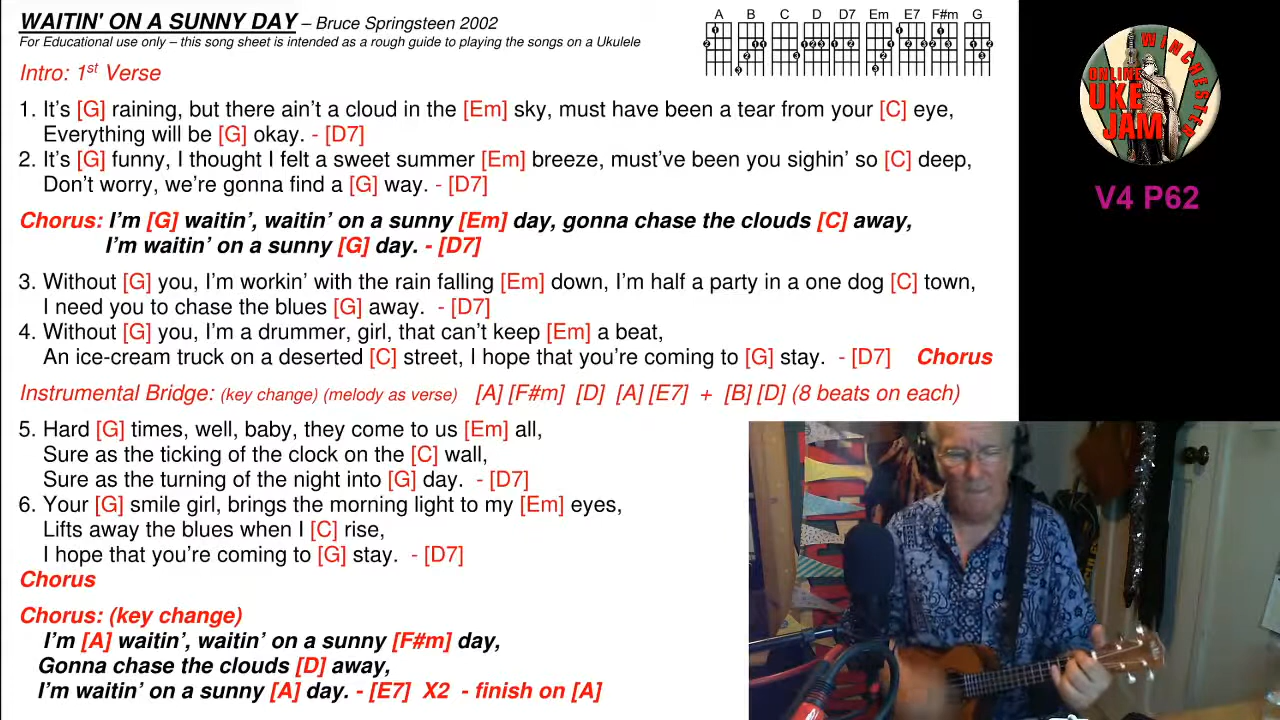 WAITIN' ON A SUNNY DAY – Bruce Springsteen 2002
For Educational use only – this song sheet is intended as a rough guide to playing the songs on a Ukulele
A B C D D7 Em E7 F#m G
Intro: 1st Verse
1. It's [G] raining, but there ain't a cloud in the [Em] sky, must have been a tear from your [C] eye,
Everything will be [G] okay. - [D7]
2. It's [G] funny, I thought I felt a sweet summer [Em] breeze, must've been you sighin' so [C] deep,
Don't worry, we're gonna find a [G] way. - [D7]
Chorus: I'm [G] waitin', waitin' on a sunny [Em] day, gonna chase the clouds [C] away,
I'm waitin' on a sunny [G] day. - [D7]
3. Without [G] you, I'm workin' with the rain falling [Em] down, I'm half a party in a one dog [C] town,
I need you to chase the blues [G] away. - [D7]
4. Without [G] you, I'm a drummer, girl, that can't keep [Em] a beat,
An ice-cream truck on a deserted [C] street, I hope that you're coming to [G] stay. - [D7] Chorus
Instrumental Bridge: (key change) (melody as verse) [A] [F#m] [D] [A] [E7] + [B] [D] (8 beats on each)
5. Hard [G] times, well, baby, they come to us [Em] all,
Sure as the ticking of the clock on the [C] wall,
Sure as the turning of the night into [G] day. - [D7]
6. Your [G] smile girl, brings the morning light to my [Em] eyes,
Lifts away the blues when I [C] rise,
I hope that you're coming to [G] stay. - [D7]
Chorus
Chorus: (key change)
I'm [A] waitin', waitin' on a sunny [F#m] day,
Gonna chase the clouds [D] away,
I'm waitin' on a sunny [A] day. - [E7] X2 - finish on [A]
WINCHESTER
ONLINE
UKE
JAM
V4 P62